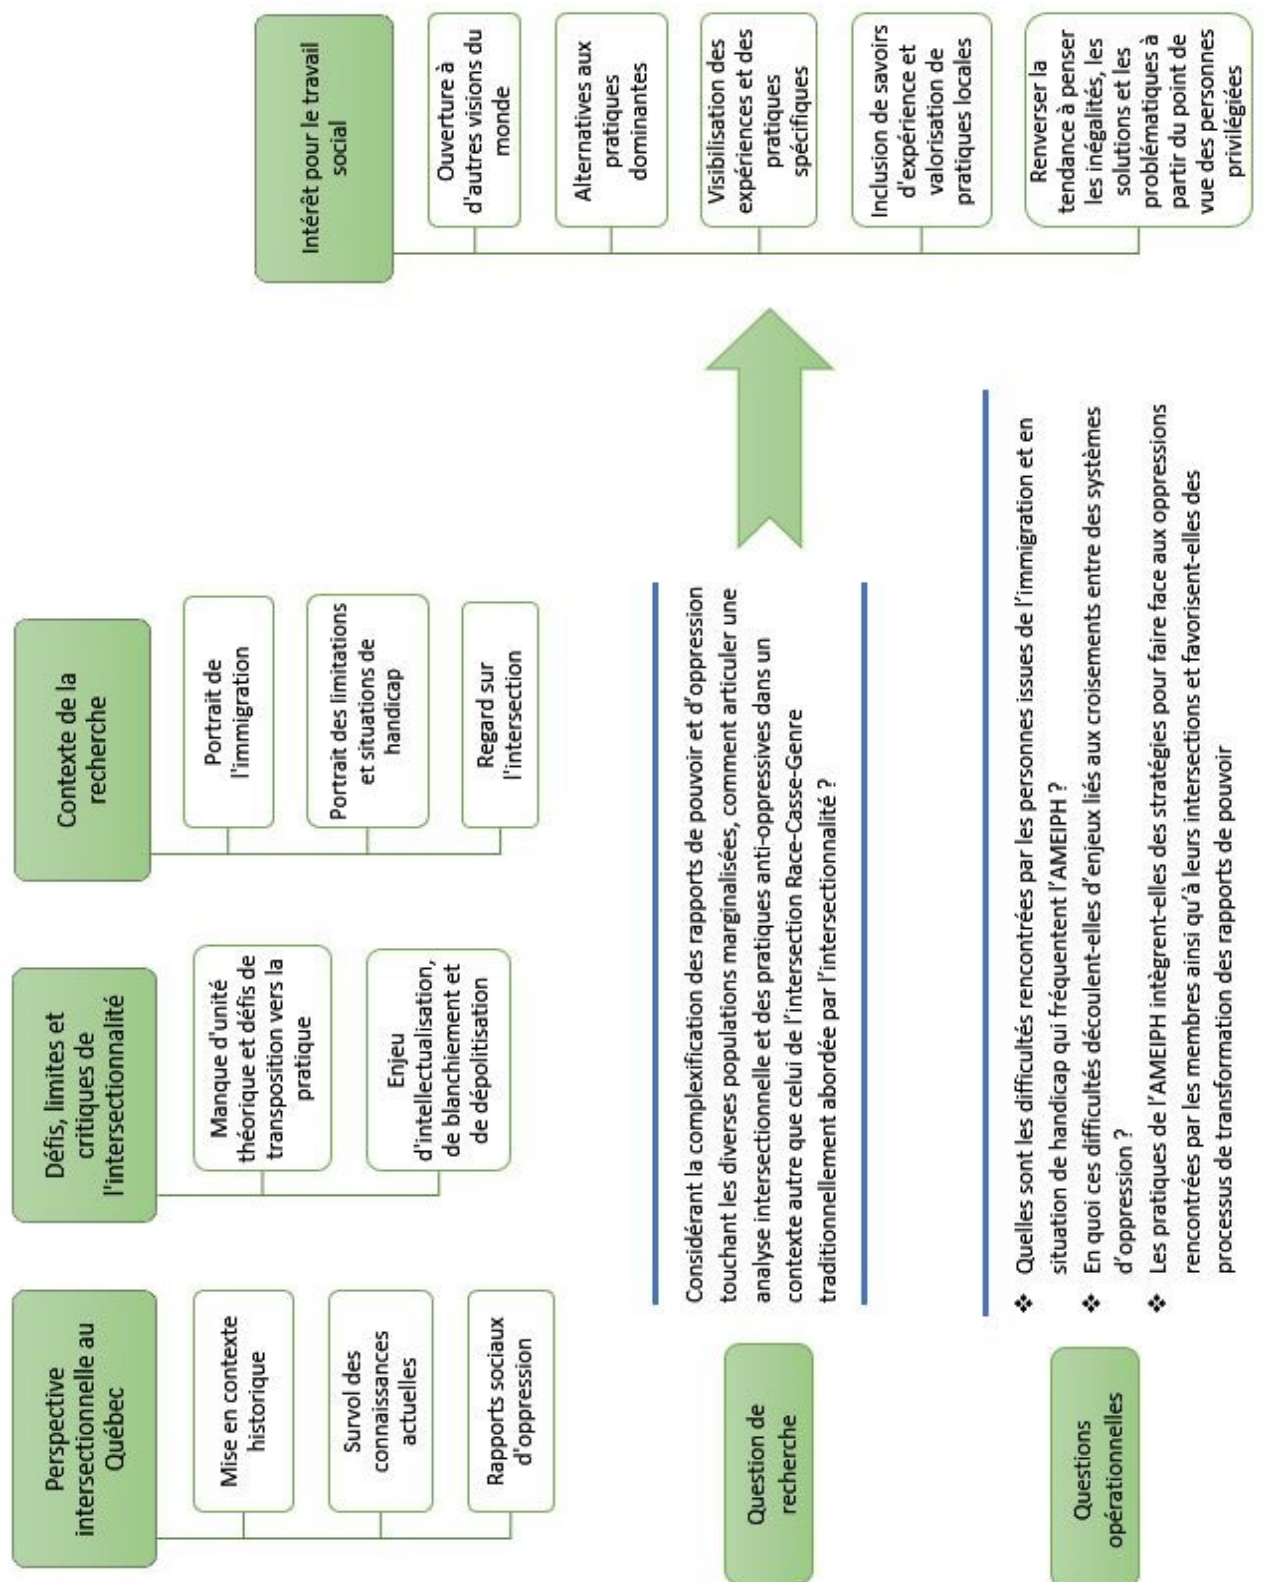 Perspective
intersectionnelle au
Québec
Mise en contexte
historique
Survol des
connaissances
actuelles
Rapports sociaux
d'oppression
Défis, limites et
critiques de
l'intersectionnalité
Manque d'unité
théorique et défis de
transposition vers la
pratique
Enjeu
d'intellectualisation,
de blanchiement et
de dépolitisation
Contexte de la
recherche
Portrait de
l'immigration
Portrait des limitations
et situations de
handicap
Regard sur
l'intersection
Intérêt pour le travail
social
Ouverture à
d'autres visions du
monde
Alternatives aux
pratiques
dominantes
Visibilisation des
expériences et des
pratiques
spécifiques
Inclusion de savoirs
d'expérience et
valorisation de
pratiques locales
Renverser la
tendance à penser
les inégalités, les
solutions et les
problématiques à
partir du point de
vue des personnes
privilégiées
Question de
recherche
Considérant la complexification des rapports de pouvoir et d'oppression
touchant les diverses populations marginalisées, comment articuler une
analyse intersectionnelle et des pratiques anti-oppressives dans un
contexte autre que celui de l'intersection Race-Casse-Genre
traditionnellement abordée par l'intersectionnalité ?
Questions
opérationnelles
❖ Quelles sont les difficultés rencontrées par les personnes issues de l'immigration et en
situation de handicap qui fréquentent l'AMEIPH ?
❖ En quoi ces difficultés découlent-elles d'enjeux liés aux croisements entre des systèmes
d'oppression ?
❖ Les pratiques de l'AMEIPH intègrent-elles des stratégies pour faire face aux oppressions
rencontrées par les membres ainsi qu'à leurs intersections et favorisent-elles des
processus de transformation des rapports de pouvoir